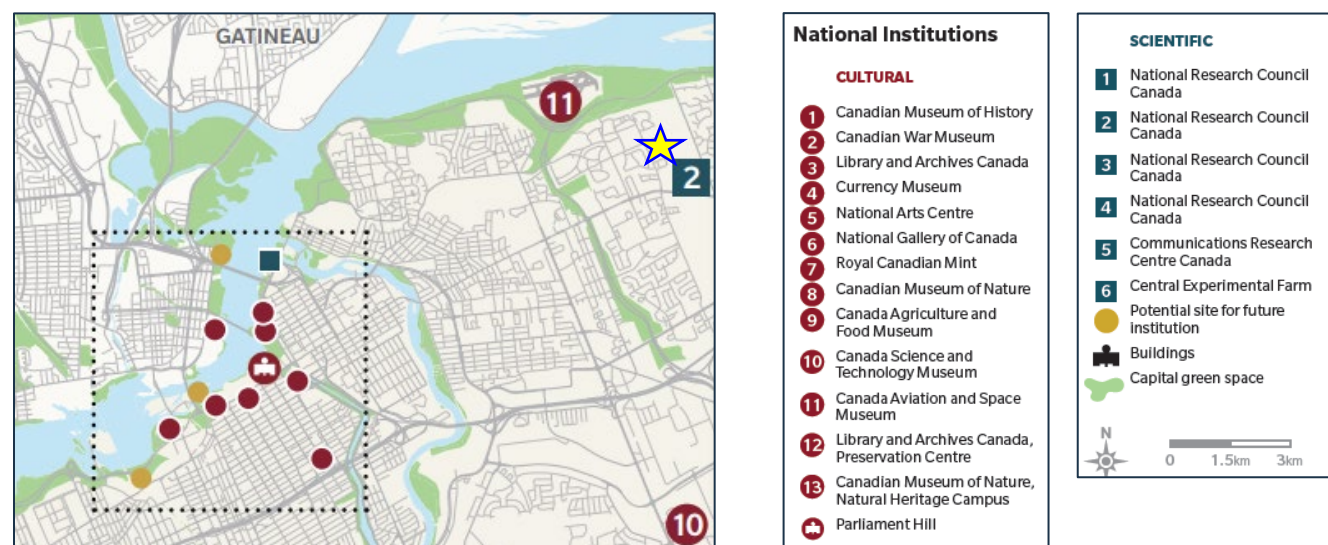 GATINEAU
11
2
10
National Institutions
CULTURAL
1 Canadian Museum of History
2 Canadian War Museum
3 Library and Archives Canada
4 Currency Museum
5 National Arts Centre
6 National Gallery of Canada
7 Royal Canadian Mint
8 Canadian Museum of Nature
9 Canada Agriculture and
Food Museum
10 Canada Science and
Technology Museum
11 Canada Aviation and Space
Museum
12 Library and Archives Canada,
Preservation Centre
13 Canadian Museum of Nature,
Natural Heritage Campus
Parliament Hill
SCIENTIFIC
1 National Research Council
Canada
2 National Research Council
Canada
3 National Research Council
Canada
4 National Research Council
Canada
5 Communications Research
Centre Canada
6 Central Experimental Farm
Potential site for future
institution
Buildings
Capital green space
N
0 1.5km 3km